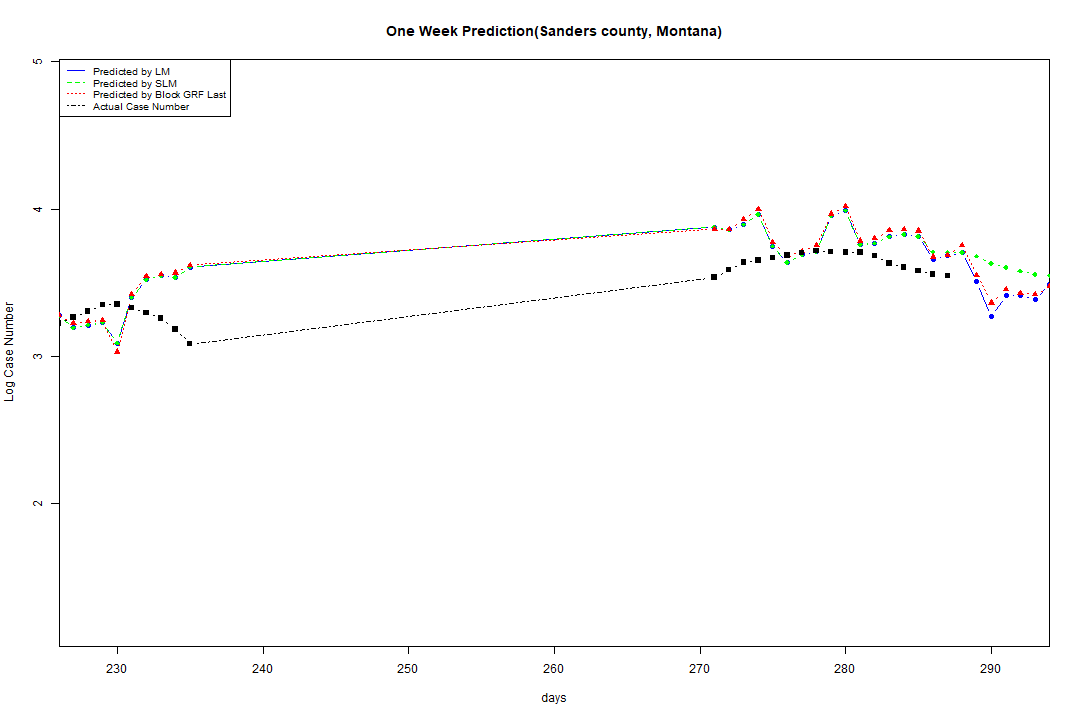 One Week Prediction(Sanders county, Montana)
Predicted by LM
Predicted by SLM
Predicted by Block GRF Last
Actual Case Number
Log Case Number
5
4
3
2
230 240 250 260 270 280 290
days